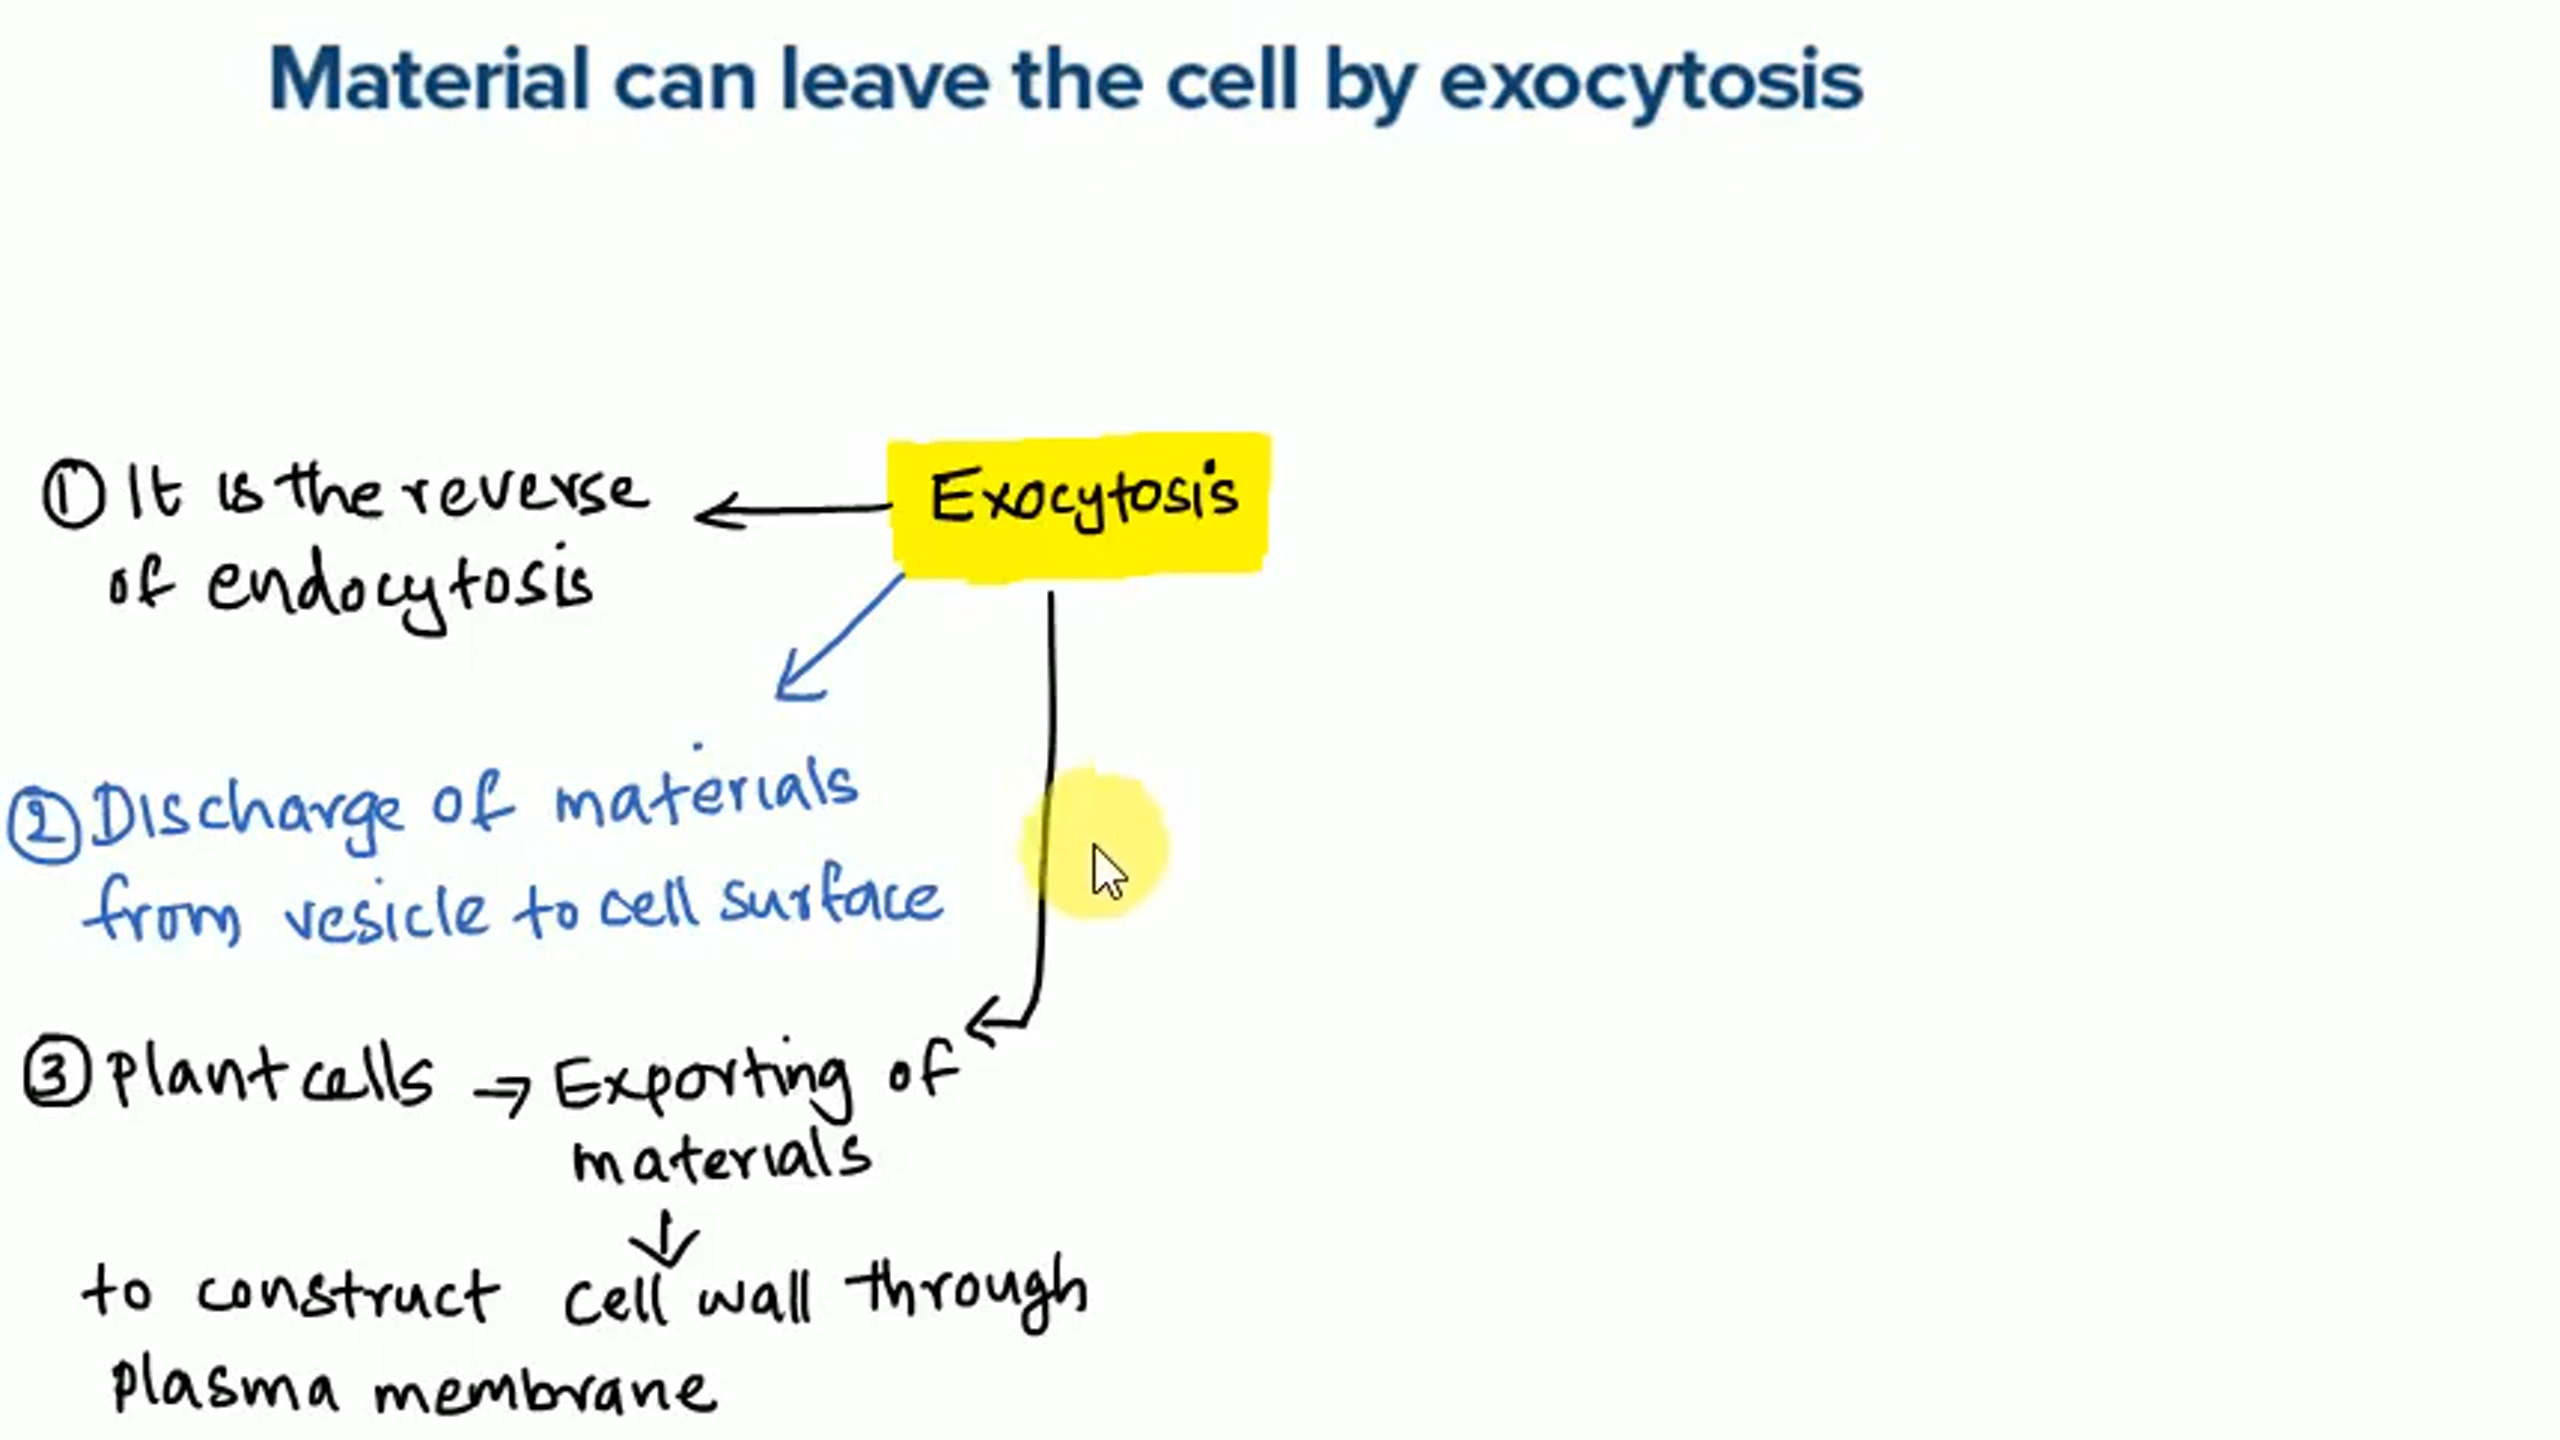 Material can leave the cell by exocytosis
Exocytosis
① It is the reverse
of endocytosis
② Discharge of materials
from vesicle to cell surface
③ Plant cells → Exporting of
materials
↓
to construct cell wall through
plasma membrane